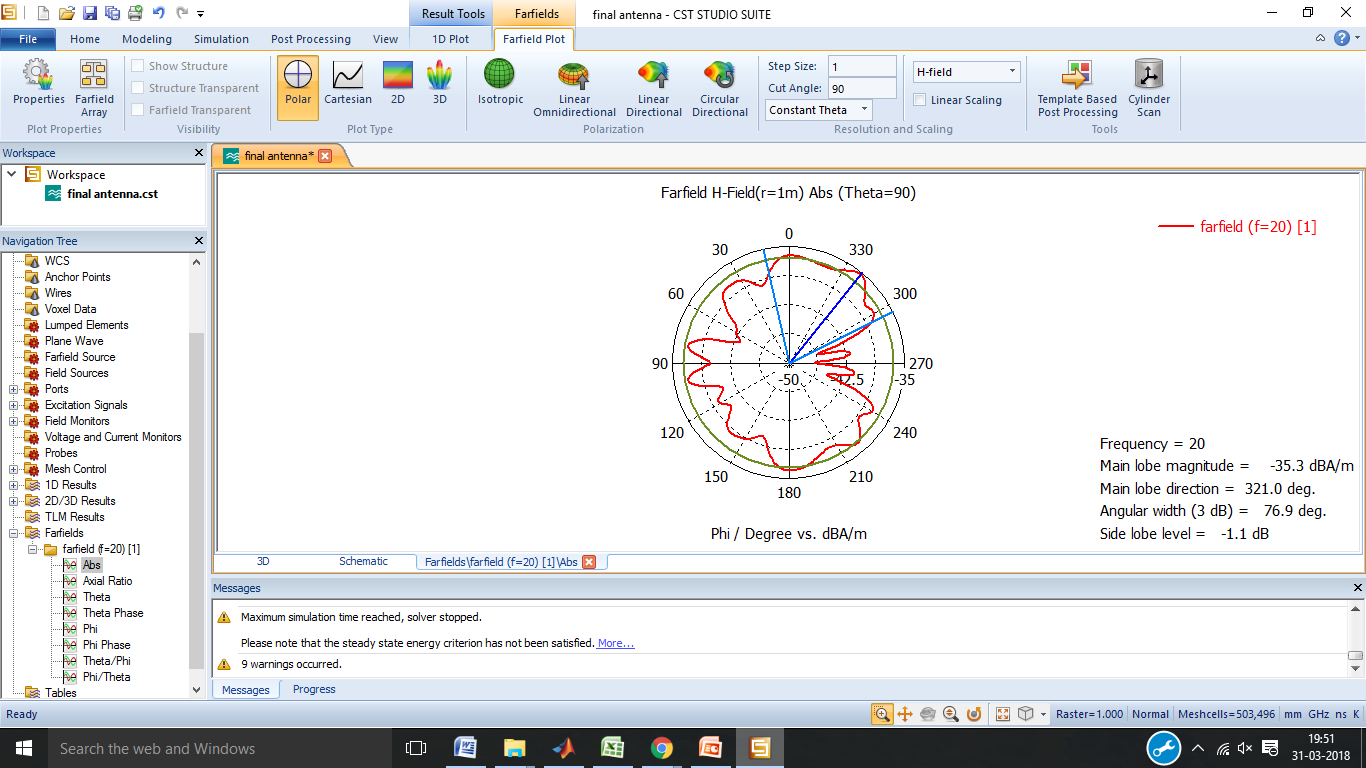 Result Tools
Farfields
final antenna - CST STUDIO SUITE
File
Home
Modeling
Simulation
Post Processing
View
1D Plot
Farfield Plot
Properties
Farfield Array
Plot Properties
Show Structure
Structure Transparent
Farfield Transparent
Visibility
Polar
Cartesian
2D
3D
Plot Type
Isotropic
Linear Omnidirectional
Linear Directional
Circular Directional
Polarization
Step Size: 1
Cut Angle: 90
Constant Theta
H-field
Linear Scaling
Resolution and Scaling
Template Based Post Processing
Cylinder Scan
Tools
Workspace
Workspace
final antenna.cst
Navigation Tree
WCS
Anchor Points
Wires
Voxel Data
Lumped Elements
Plane Wave
Farfield Source
Field Sources
Ports
Excitation Signals
Field Monitors
Voltage and Current Monitors
Probes
Mesh Control
1D Results
2D/3D Results
TLM Results
Farfields
farfield (f=20) [1]
Abs
Axial Ratio
Theta
Theta Phase
Phi
Phi Phase
Theta/Phi
Phi/Theta
Tables
final antenna*
Farfield H-Field(r=1m) Abs (Theta=90)
farfield (f=20) [1]
0
30
330
60
300
90
-50
-42.5
-35
270
120
240
150
210
180
Phi / Degree vs. dBA/m
Frequency = 20
Main lobe magnitude = -35.3 dBA/m
Main lobe direction = 321.0 deg.
Angular width (3 dB) = 76.9 deg.
Side lobe level = -1.1 dB
3D
Schematic
Farfields\farfield (f=20) [1]\Abs
Messages
Maximum simulation time reached, solver stopped.
Please note that the steady state energy criterion has not been satisfied. More...
9 warnings occurred.
Messages
Progress
Ready
Raster=1.000
Normal
Meshcells=503,496
mm GHz ns K
Search the web and Windows
19:51
31-03-2018